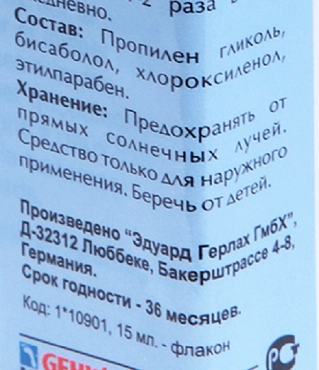 раза
Состав: Пропилен гликоль,
бисаболол, хлороксиленол,
этилпарабен.
Хранение: Предохранять от
прямых солнечных лучей.
Средство только для наружного
применения. Беречь от детей.
Произведено "Эдуард Герлах ГмбХ",
Д-32312 Люббеке, Бакерштрассе 4-8,
Германия.
Срок годности - 36 месяцев.
Код: 1*10901, 15 мл. - флакон